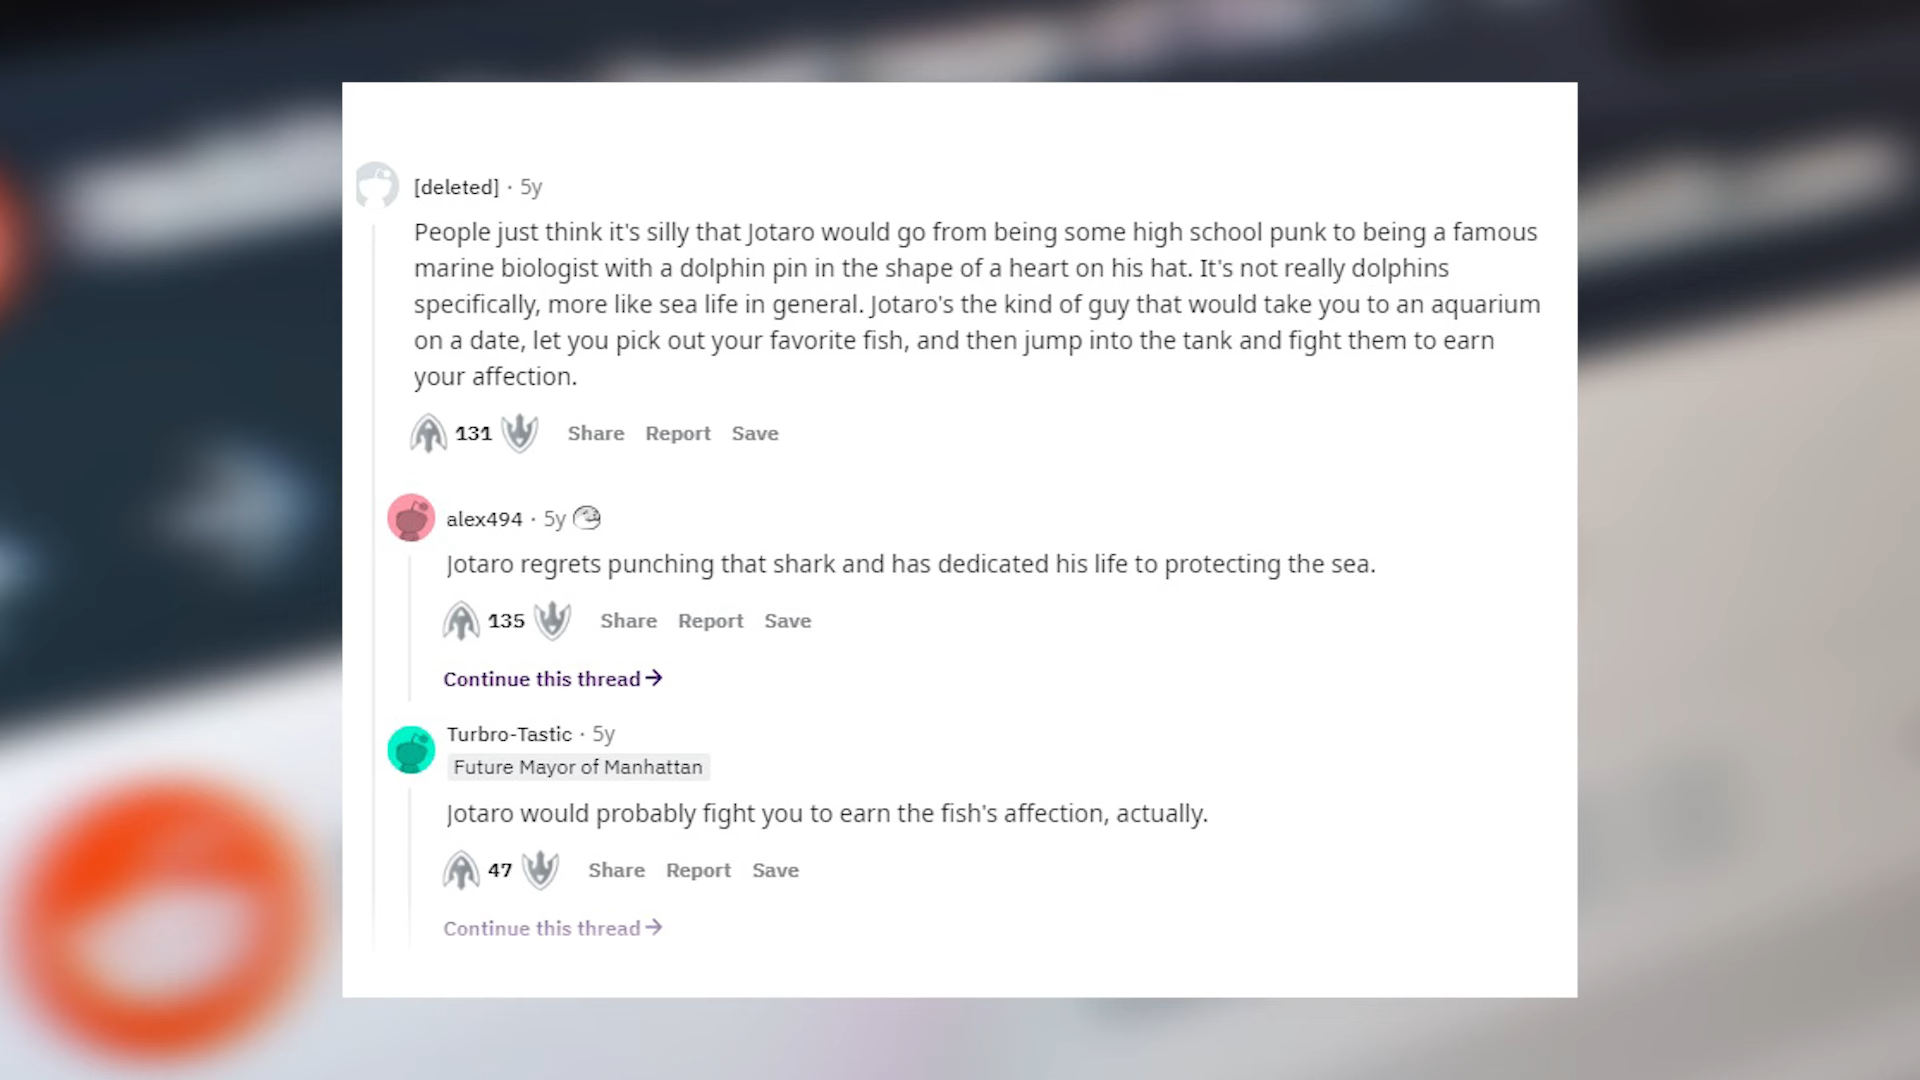 [deleted] · 5y
People just think it's silly that Jotaro would go from being some high school punk to being a famous
marine biologist with a dolphin pin in the shape of a heart on his hat. It's not really dolphins
specifically, more like sea life in general. Jotaro's the kind of guy that would take you to an aquarium
on a date, let you pick out your favorite fish, and then jump into the tank and fight them to earn
your affection.
131 Share Report Save
alex494 · 5y
Jotaro regrets punching that shark and has dedicated his life to protecting the sea.
135 Share Report Save
Continue this thread→
Turbro-Tastic · 5y
Future Mayor of Manhattan
Jotaro would probably fight you to earn the fish's affection, actually.
47 Share Report Save
Continue this thread→